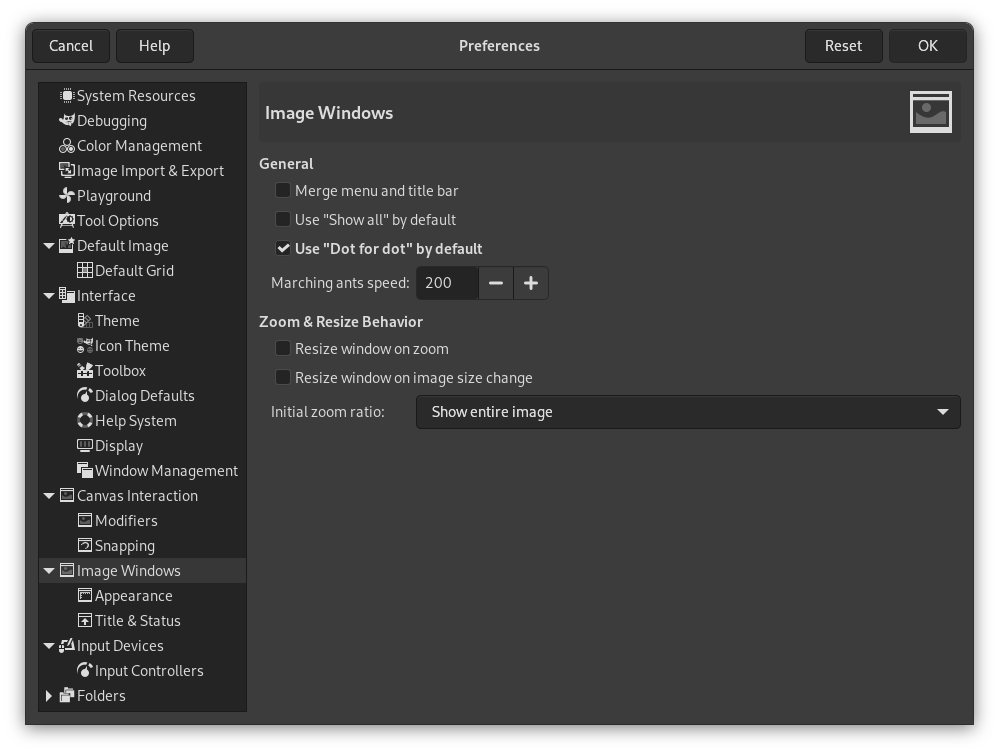 Cancel
Help
Preferences
Reset
OK
System Resources
Debugging
Color Management
Image Import & Export
Playground
Tool Options
Default Image
Default Grid
Interface
Theme
Icon Theme
Toolbox
Dialog Defaults
Help System
Display
Window Management
Canvas Interaction
Modifiers
Snapping
Image Windows
Appearance
Title & Status
Input Devices
Input Controllers
Folders
Image Windows
General
Merge menu and title bar
Use "Show all" by default
Use "Dot for dot" by default
Marching ants speed: 200
Zoom & Resize Behavior
Resize window on zoom
Resize window on image size change
Initial zoom ratio: Show entire image